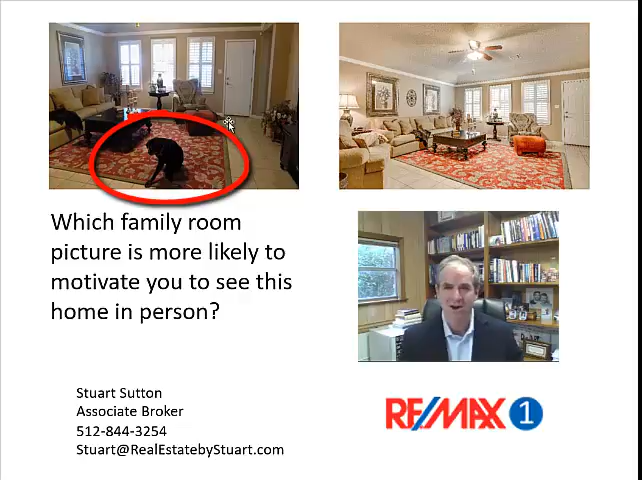 Which family room
picture is more likely to
motivate you to see this
home in person?
Stuart Sutton
Associate Broker
512-844-3254
Stuart@RealEstatebyStuart.com
RE/MAX 1